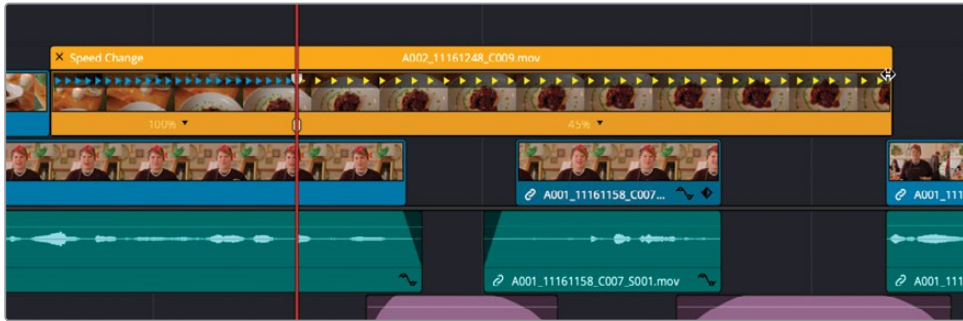 × Speed Change A002_11161248_C009.mov
100% 45%
A001_11161158_C007... A001_111
A001_11161158_C007_S001.mov A001_111